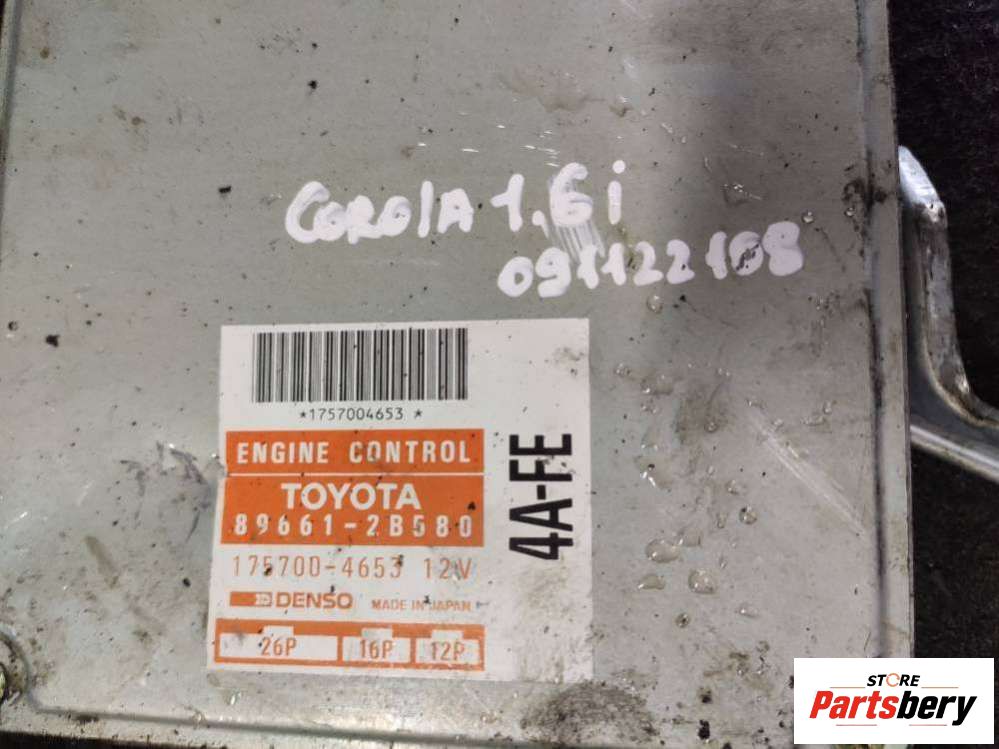 COROlA 1.6i
091122108
*1757004653*
ENGINE CONTROL
TOYOTA
89661-2B580
175700-4653 12V
DENSO MADE IN JAPAN
26P 16P 12P
4A-FE
STORE
Partsbery